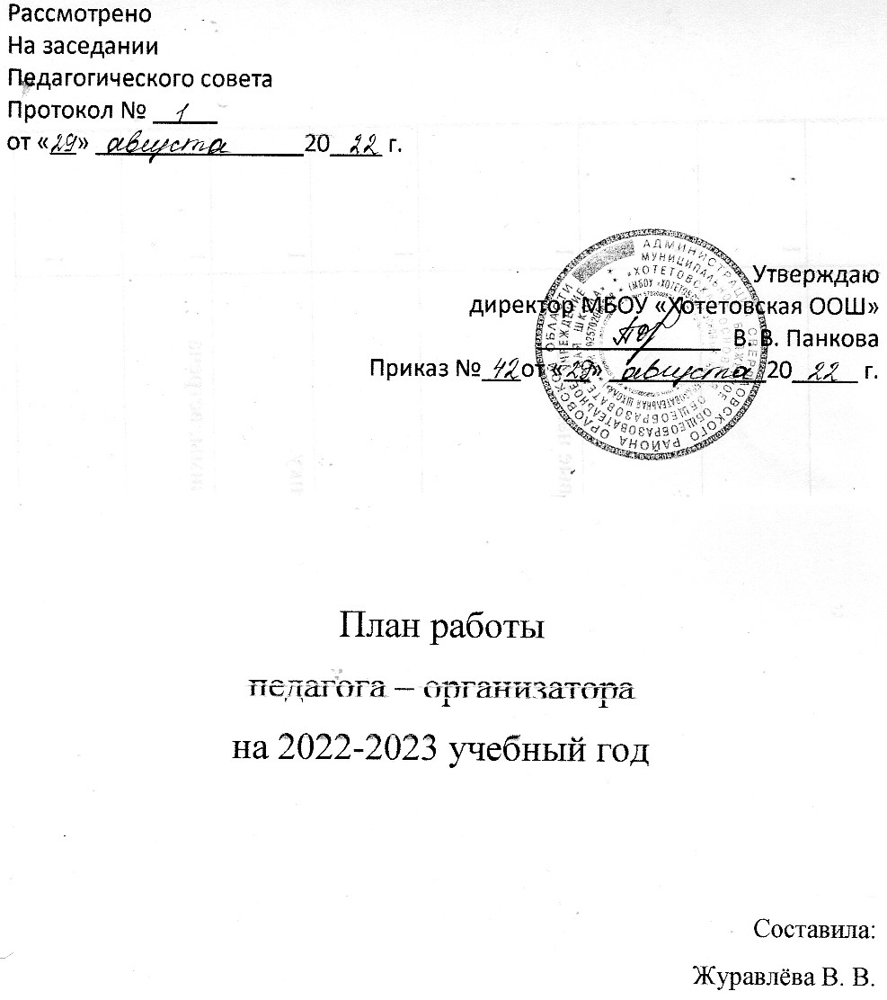 Рассмотрено
На заседании
Педагогического совета
Протокол № 1
от «29» августа 20 22 г.
Утверждаю
директор МБОУ «Хотетовская ООШ»
В. В. Панкова
Приказ № 42 от «29» августа 20 22 г.
План работы
педагога – организатора
на 2022-2023 учебный год
Составила:
Журавлёва В. В.